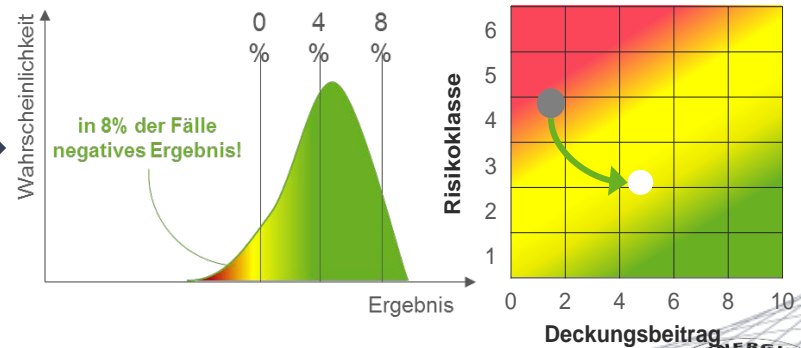 Wahrscheinlichkeit
0
%
4
%
8
%
in 8% der Fälle
negatives Ergebnis!
Ergebnis
Risikoklasse
6
5
4
3
2
1
0 2 4 6 8 10
Deckungsbeitrag